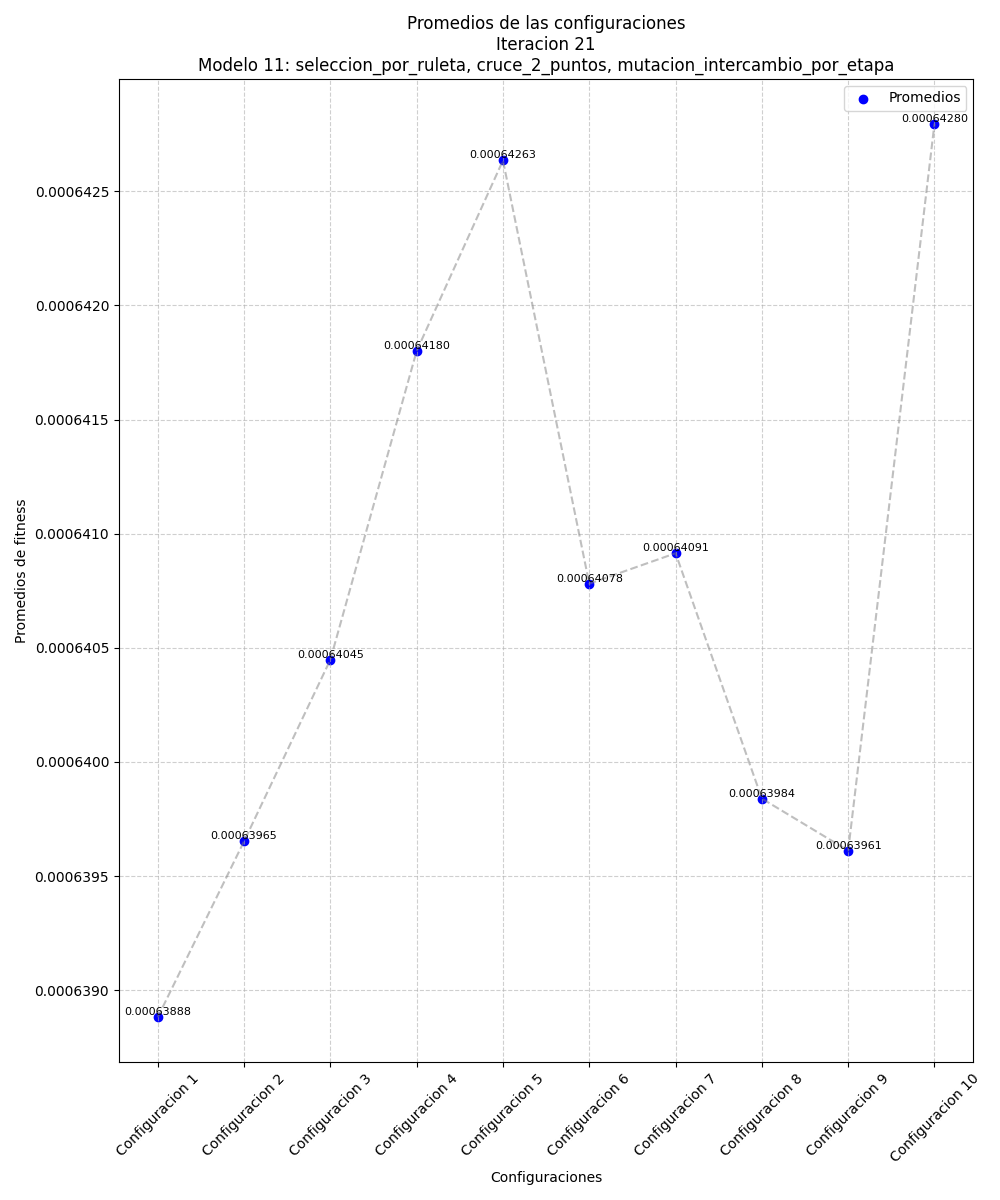 Promedios de las configuraciones
Iteracion 21
Modelo 11: seleccion_por_ruleta, cruce_2_puntos, mutacion_intercambio_por_etapa
Promedios
0.00064280
0.00064263
0.0006425
0.0006420
0.00064180
0.0006415
0.0006410
0.00064091
0.00064078
0.0006405
0.00064045
0.0006400
0.00063984
0.00063965
0.00063961
0.0006395
0.0006390
0.00063888
Promedios de fitness
Configuracion 1
Configuracion 2
Configuracion 3
Configuracion 4
Configuracion 5
Configuracion 6
Configuracion 7
Configuracion 8
Configuracion 9
Configuracion 10
Configuraciones